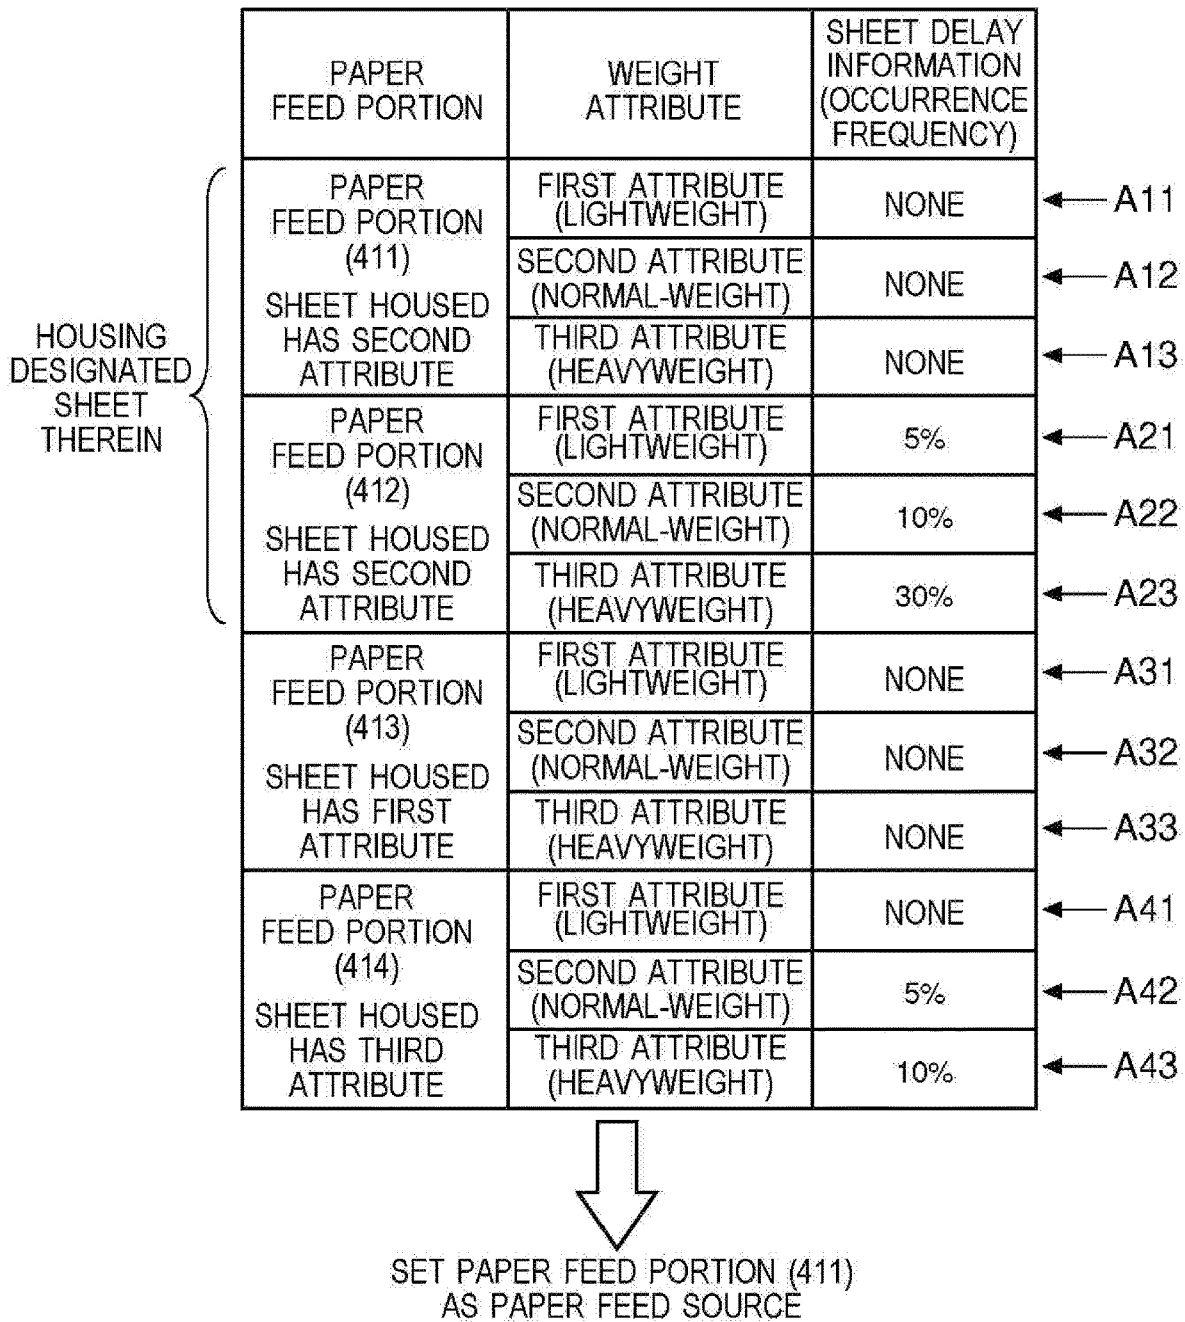 PAPER
FEED PORTION
WEIGHT
ATTRIBUTE
SHEET DELAY
INFORMATION
(OCCURRENCE
FREQUENCY)
HOUSING
DESIGNATED
SHEET
THEREIN
PAPER
FEED PORTION
(411)
SHEET HOUSED
HAS SECOND
ATTRIBUTE
FIRST ATTRIBUTE
(LIGHTWEIGHT)
NONE
A11
SECOND ATTRIBUTE
(NORMAL-WEIGHT)
NONE
A12
THIRD ATTRIBUTE
(HEAVYWEIGHT)
NONE
A13
PAPER
FEED PORTION
(412)
SHEET HOUSED
HAS SECOND
ATTRIBUTE
FIRST ATTRIBUTE
(LIGHTWEIGHT)
5%
A21
SECOND ATTRIBUTE
(NORMAL-WEIGHT)
10%
A22
THIRD ATTRIBUTE
(HEAVYWEIGHT)
30%
A23
PAPER
FEED PORTION
(413)
SHEET HOUSED
HAS FIRST
ATTRIBUTE
FIRST ATTRIBUTE
(LIGHTWEIGHT)
NONE
A31
SECOND ATTRIBUTE
(NORMAL-WEIGHT)
NONE
A32
THIRD ATTRIBUTE
(HEAVYWEIGHT)
NONE
A33
PAPER
FEED PORTION
(414)
SHEET HOUSED
HAS THIRD
ATTRIBUTE
FIRST ATTRIBUTE
(LIGHTWEIGHT)
NONE
A41
SECOND ATTRIBUTE
(NORMAL-WEIGHT)
5%
A42
THIRD ATTRIBUTE
(HEAVYWEIGHT)
10%
A43
SET PAPER FEED PORTION (411)
AS PAPER FEED SOURCE